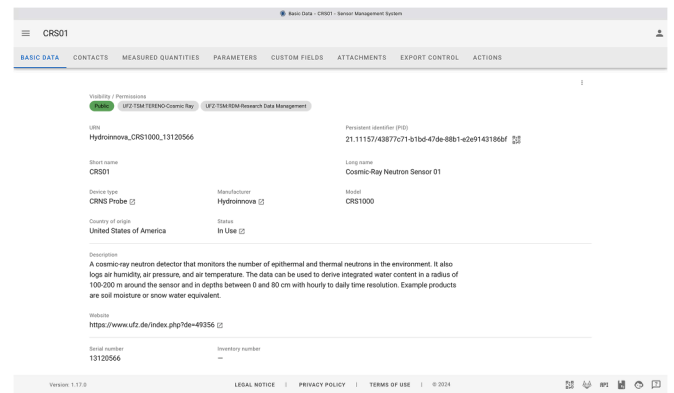 Basic Data - CRS01 - Sensor Management System
CRS01
BASIC DATA CONTACTS MEASURED QUANTITIES PARAMETERS CUSTOM FIELDS ATTACHMENTS EXPORT CONTROL ACTIONS
Visibility / Permissions
Public UFZ-TSM:TERENO-Cosmic Ray UFZ-TSM:RDM-Research Data Management
URN Persistent identifier (PID)
Hydroinnova_CRS1000_13120566 21.11157/43877c71-b1bd-47de-88b1-e2e9143186bf
Short name Long name
CRS01 Cosmic-Ray Neutron Sensor 01
Device type Manufacturer Model
CRNS Probe Hydroinnova CRS1000
Country of origin Status
United States of America In Use
Description
A cosmic-ray neutron detector that monitors the number of epithermal and thermal neutrons in the environment. It also
logs air humidity, air pressure, and air temperature. The data can be used to derive integrated water content in a radius of
100-200 m around the sensor and in depths between 0 and 80 cm with hourly to daily time resolution. Example products
are soil moisture or snow water equivalent.
Website
https://www.ufz.de/index.php?de=49356
Serial number Inventory number
13120566 —
Version: 1.17.0 LEGAL NOTICE | PRIVACY POLICY | TERMS OF USE | © 2024 API